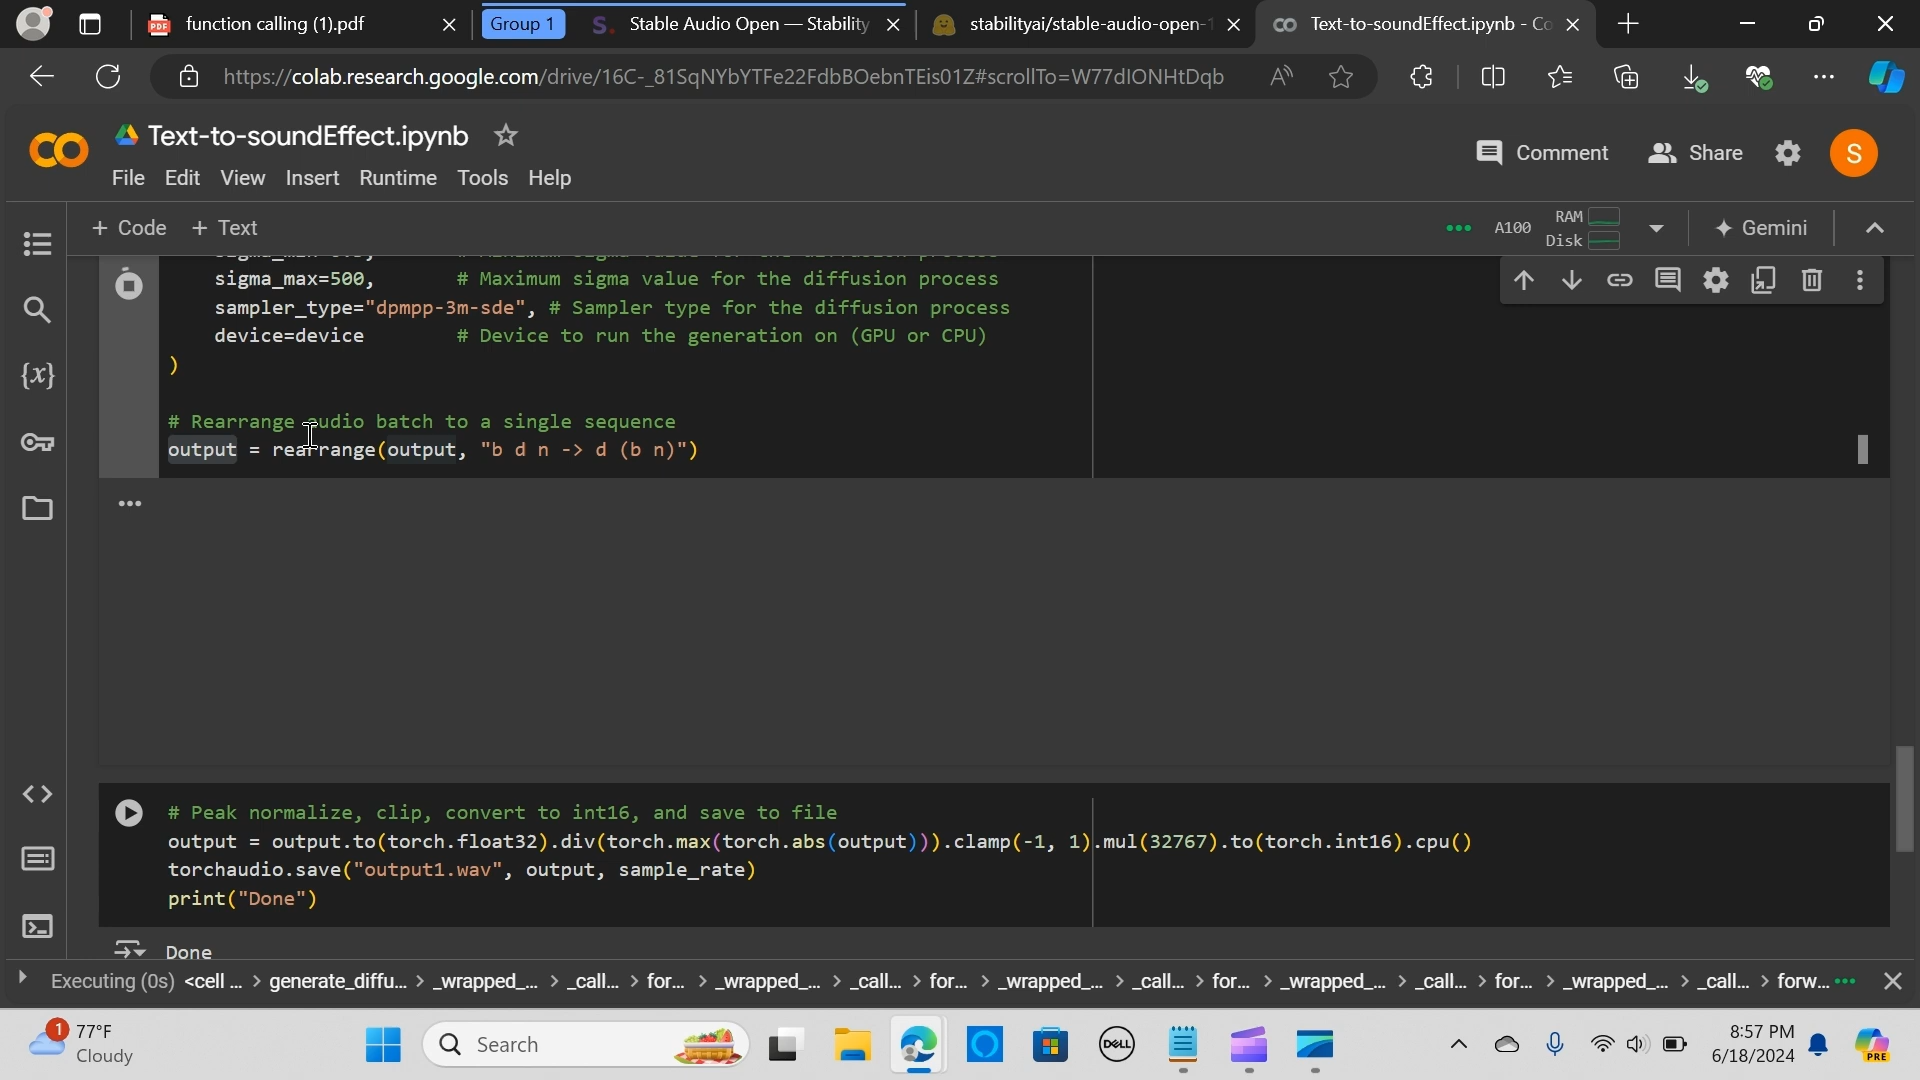 function calling (1).pdf
Group 1
Stable Audio Open — Stability
stabilityai/stable-audio-open-1
Text-to-soundEffect.ipynb - Co
https://colab.research.google.com/drive/16C-_81SqNYbYTFe22FdbBOebnTEis01Z#scrollTo=W77dIONHtDqb
Text-to-soundEffect.ipynb
Comment
Share
S
File Edit View Insert Runtime Tools Help
+ Code + Text
A100
RAM
Disk
Gemini
sigma_max=500, # Maximum sigma value for the diffusion process
sampler_type="dpmpp-3m-sde", # Sampler type for the diffusion process
device=device # Device to run the generation on (GPU or CPU)
)
# Rearrange audio batch to a single sequence
output = rearrange(output, "b d n -> d (b n)")
# Peak normalize, clip, convert to int16, and save to file
output = output.to(torch.float32).div(torch.max(torch.abs(output))).clamp(-1, 1).mul(32767).to(torch.int16).cpu()
torchaudio.save("output1.wav", output, sample_rate)
print("Done")
Done
Executing (0s) <cell ... > generate_diffu... > _wrapped_... > _call... > for... > _wrapped_... > _call... > for... > _wrapped_... > _call... > for... > _wrapped_... > _call... > for... > _wrapped_... > _call... > forw...
1
77°F
Cloudy
Search
DELL
8:57 PM
6/18/2024
PRE